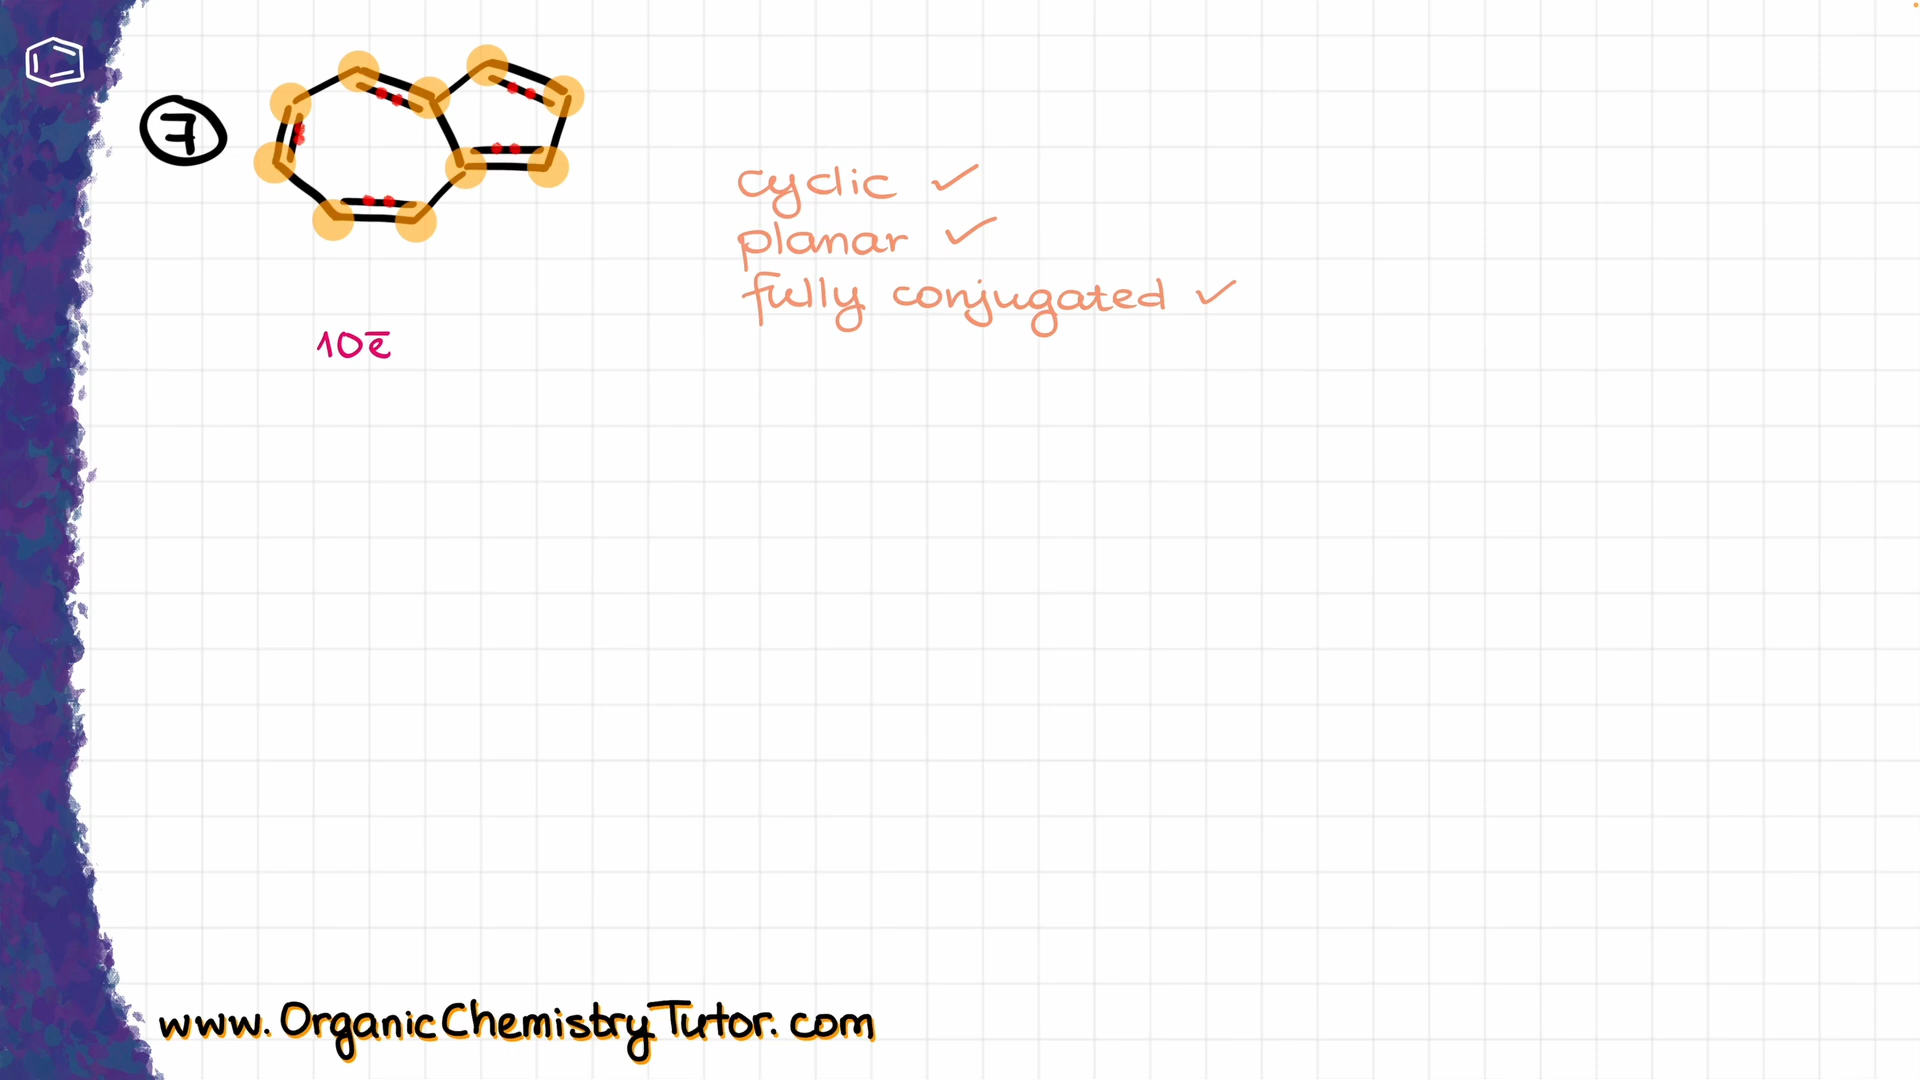 7
cyclic ✓
planar ✓
fully conjugated ✓
10e̅
www.OrganicChemistryTutor.com